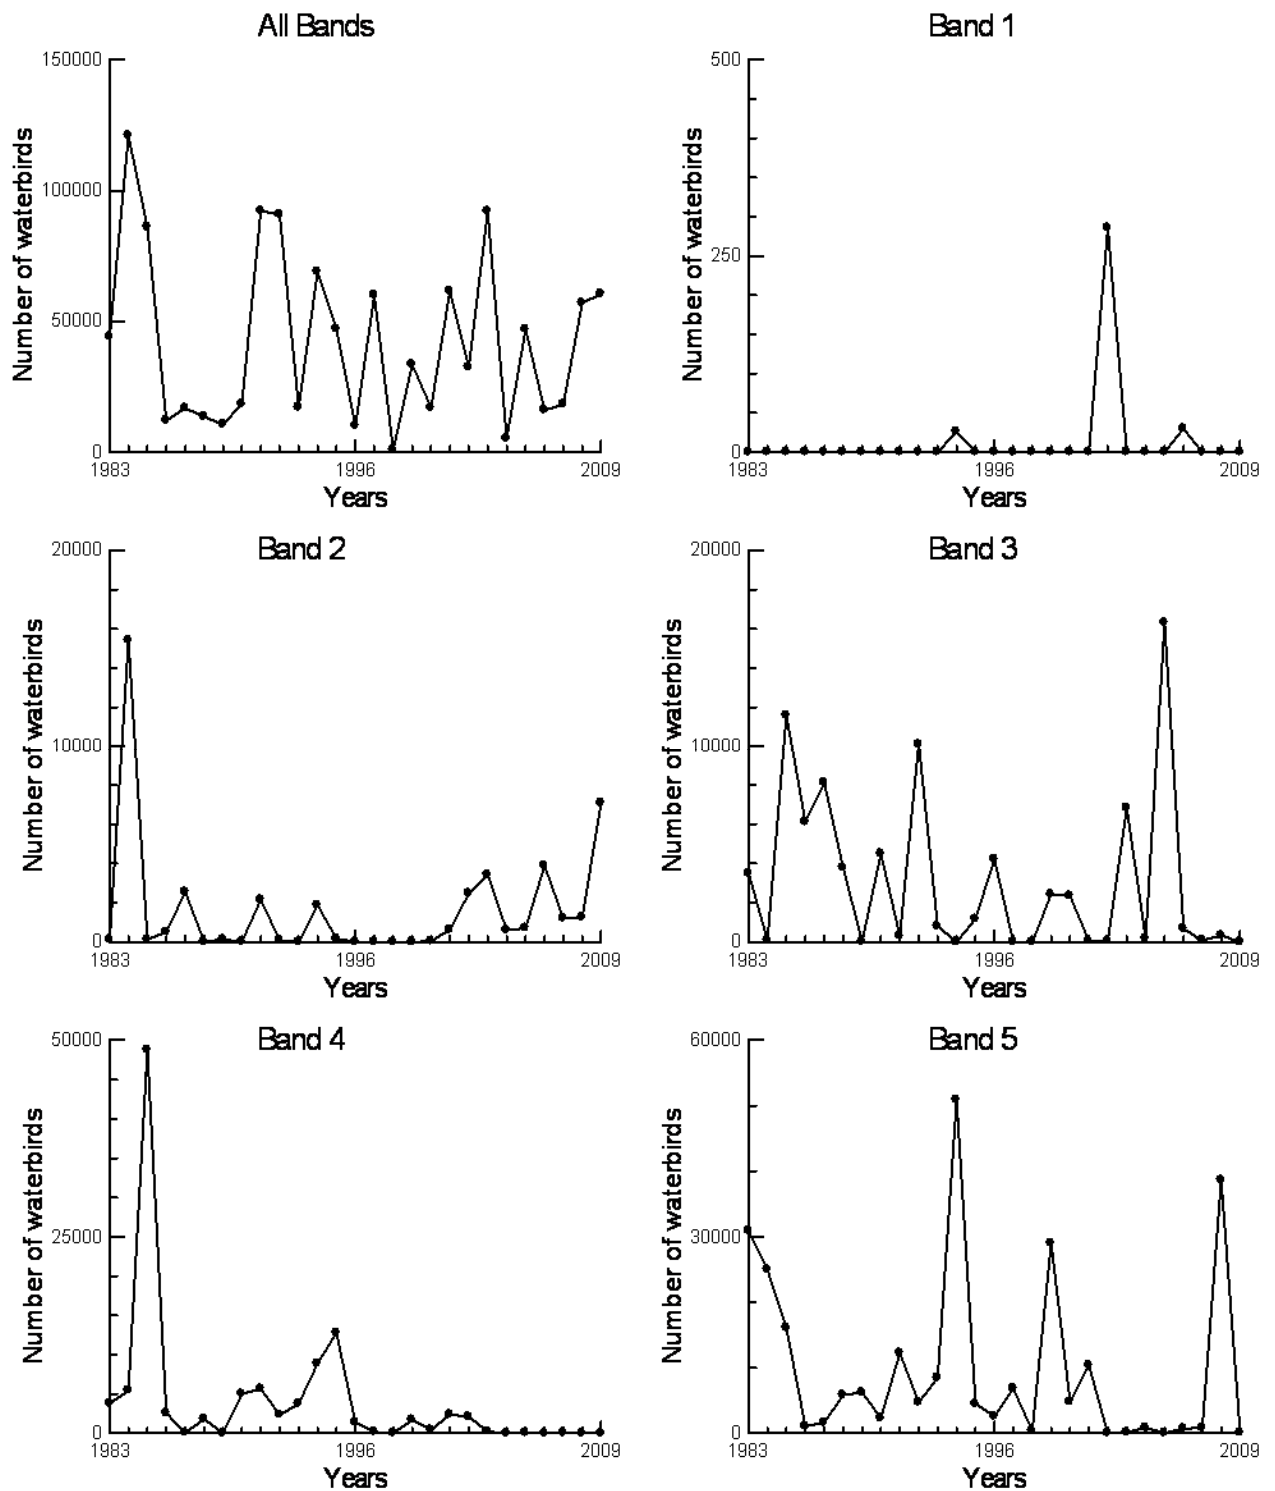 All Bands
150000
100000
50000
0
Number of waterbirds
1983
1996
2009
Years
Band 1
500
250
0
Number of waterbirds
1983
1996
2009
Years
Band 2
20000
10000
0
Number of waterbirds
1983
1996
2009
Years
Band 3
20000
10000
0
Number of waterbirds
1983
1996
2009
Years
Band 4
50000
25000
0
Number of waterbirds
1983
1996
2009
Years
Band 5
60000
30000
0
Number of waterbirds
1983
1996
2009
Years